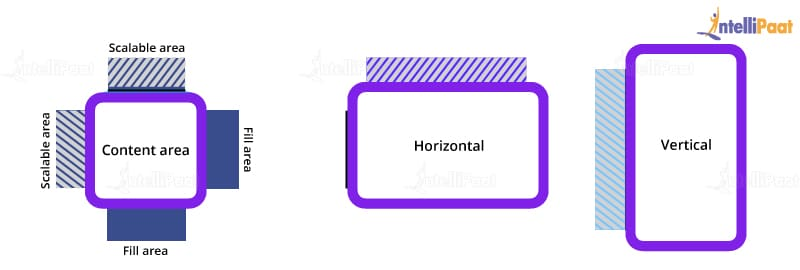 IntelliPaat
Scalable area
Scalable area
Content area
Fill area
Fill area
Horizontal
Vertical